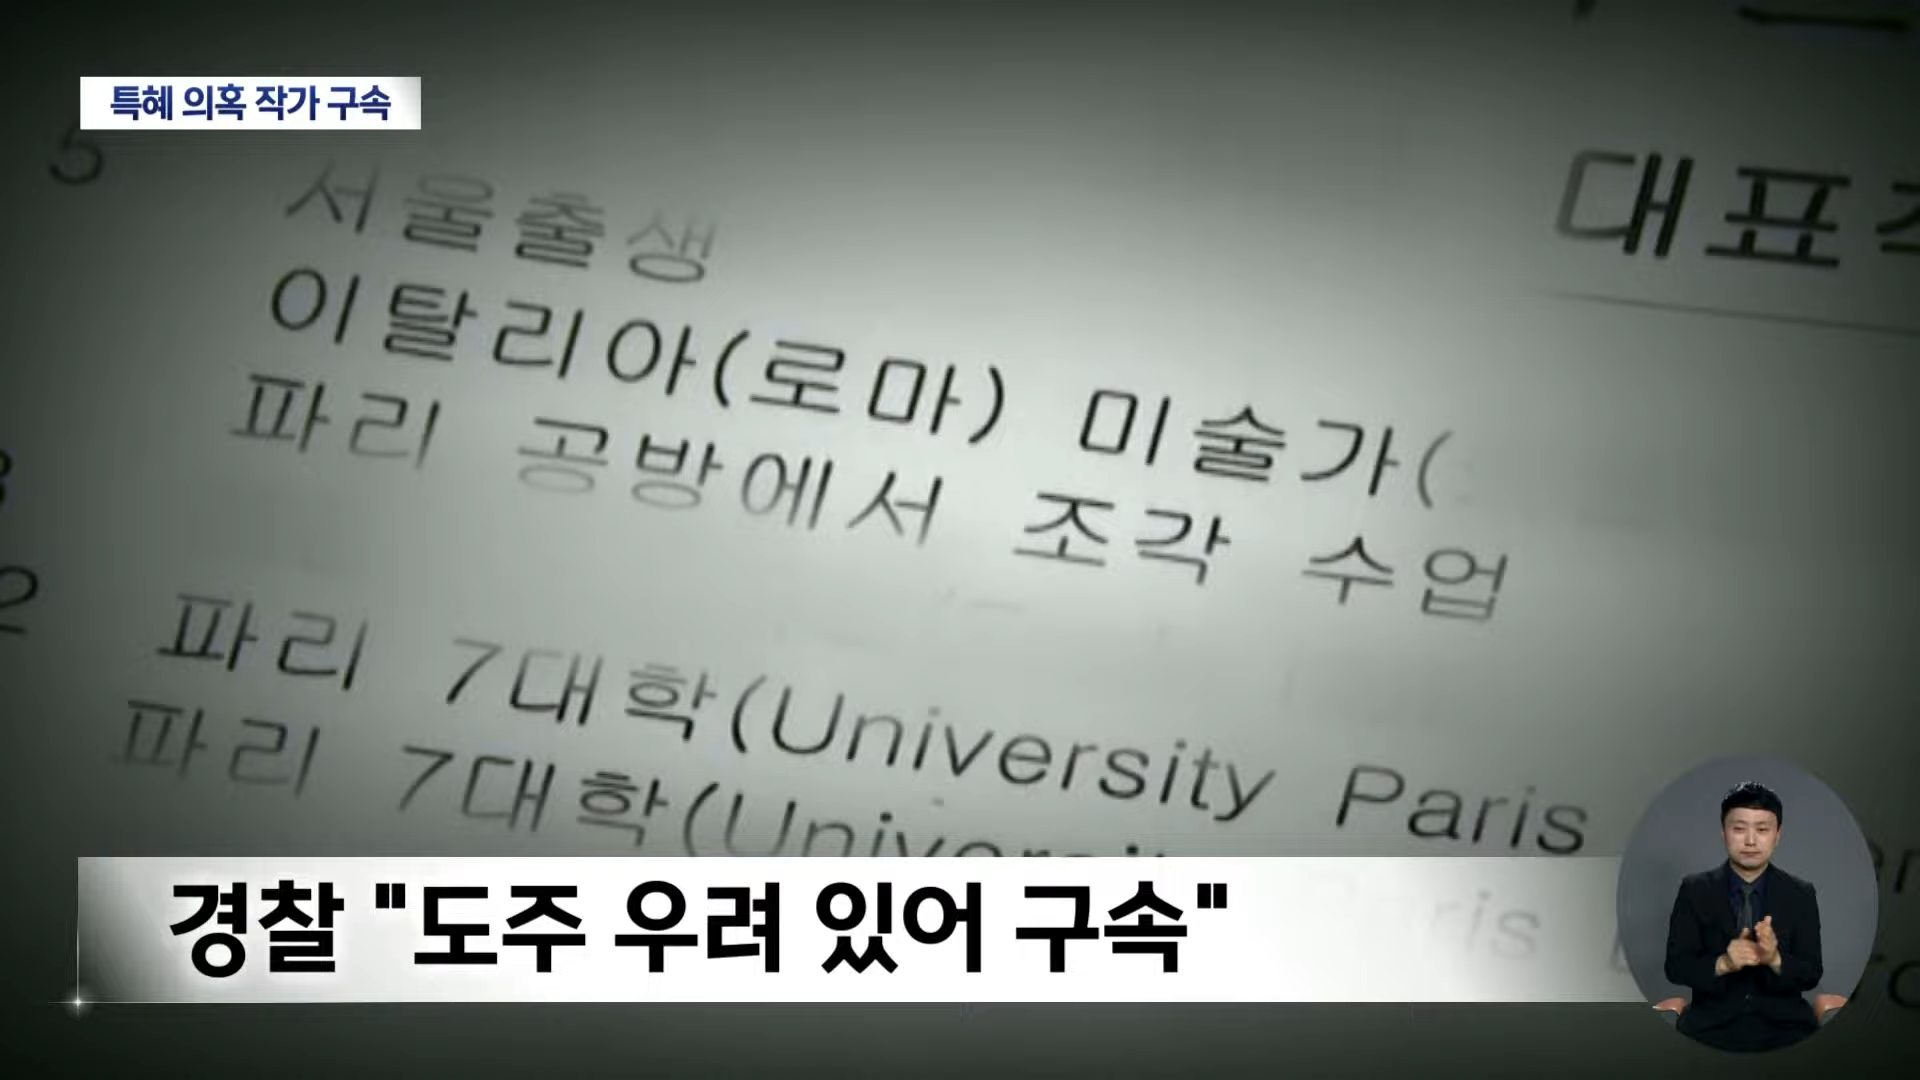 특혜 의혹 작가 구속
5
서울출생
대표
이탈리아(로마) 미술가(
파리 공방에서 조각 수업
2
파리 7대학(University Paris
파리 7대학(University
경찰 "도주 우려 있어 구속"